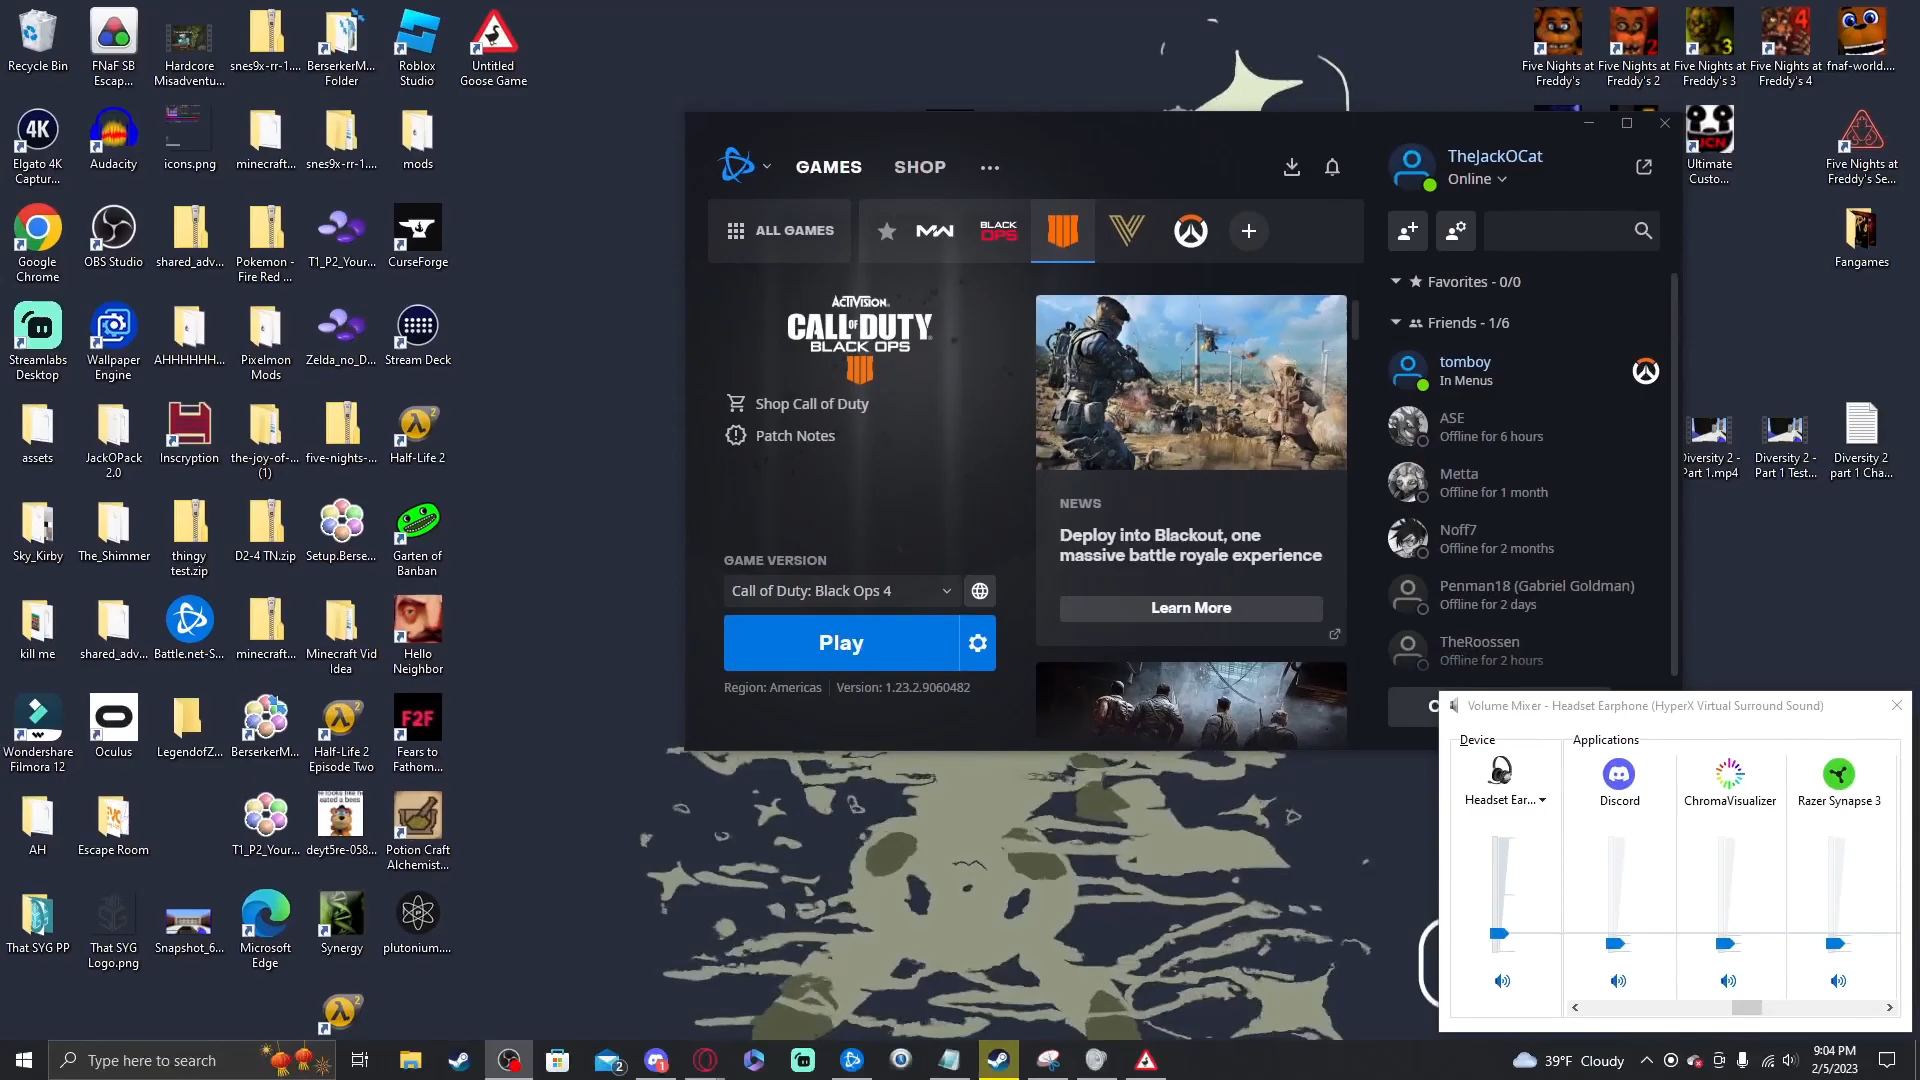 Recycle Bin
FNaF SB
Escap...
Hardcore
Misadventu...
snes9x-rr-1....
BerserkerM...
Folder
Roblox
Studio
Untitled
Goose Game
Elgato 4K
Captur...
Audacity
icons.png
minecraft...
snes9x-rr-1....
mods
Google
Chrome
OBS Studio
shared_adv...
Pokemon -
Fire Red ...
T1_P2_Your...
CurseForge
Streamlabs
Desktop
Wallpaper
Engine
AHHHHHH...
Pixelmon
Mods
Zelda_no_D...
Stream Deck
assets
JackOPack
2.0
Inscryption
the-joy-of-...
(1)
five-nights-...
Half-Life 2
Sky_Kirby
The_Shimmer
thingy
test.zip
D2-4 TN.zip
Setup.Berse...
Garten of
Banban
kill me
shared_adv...
Battle.net-S...
minecraft...
Minecraft Vid
Idea
Hello
Neighbor
Wondershare
Filmora 12
Oculus
LegendofZ...
BerserkerM...
Half-Life 2
Episode Two
F2F
Fears to
Fathom...
AH
Escape Room
T1_P2_Your...
deyt5re-058...
Potion Craft
Alchemist...
That SYG PP
That SYG
Logo.png
Snapshot_6...
Microsoft
Edge
Synergy
plutonium....
Five Nights at
Freddy's
Five Nights at
Freddy's 2
Five Nights at
Freddy's 3
Five Nights at
Freddy's 4
fnaf-world....
Ultimate
Custo...
Five Nights at
Freddy's Se...
Fangames
Diversity 2 -
Part 1.mp4
Diversity 2 -
Part 1 Test...
Diversity 2
part 1 Cha...
GAMES
SHOP
TheJackOCat
Online
ALL GAMES
BLACK
OPS
ACTIVISION
CALL OF DUTY
BLACK OPS
IIII
Shop Call of Duty
Patch Notes
GAME VERSION
Call of Duty: Black Ops 4
Play
Region: Americas
Version: 1.23.2.9060482
NEWS
Deploy into Blackout, one
massive battle royale experience
Learn More
Favorites - 0/0
Friends - 1/6
tomboy
In Menus
ASE
Offline for 6 hours
Metta
Offline for 1 month
Noff7
Offline for 2 months
Penman18 (Gabriel Goldman)
Offline for 2 days
TheRoossen
Offline for 2 hours
Volume Mixer - Headset Earphone (HyperX Virtual Surround Sound)
Device
Applications
Headset Ear...
Discord
ChromaVisualizer
Razer Synapse 3
Type here to search
39°F Cloudy
9:04 PM
2/5/2023